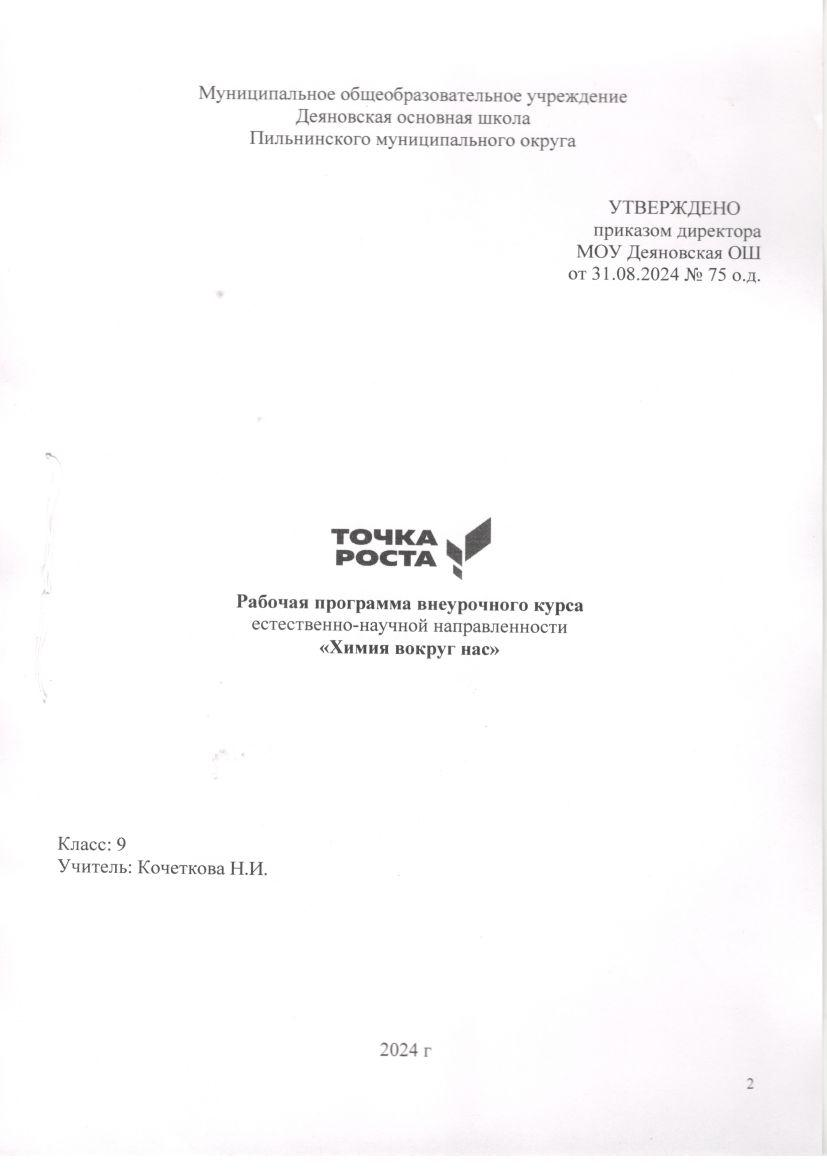 Муниципальное общеобразовательное учреждение
Деяновская основная школа
Пильнинского муниципального округа
УТВЕРЖДЕНО
приказом директора
МОУ Деяновская ОШ
от 31.08.2024 № 75 о.д.
ТОЧКА
РОСТА
Рабочая программа внеурочного курса
естественно-научной направленности
«Химия вокруг нас»
Класс: 9
Учитель: Кочеткова Н.И.
2024 г
2